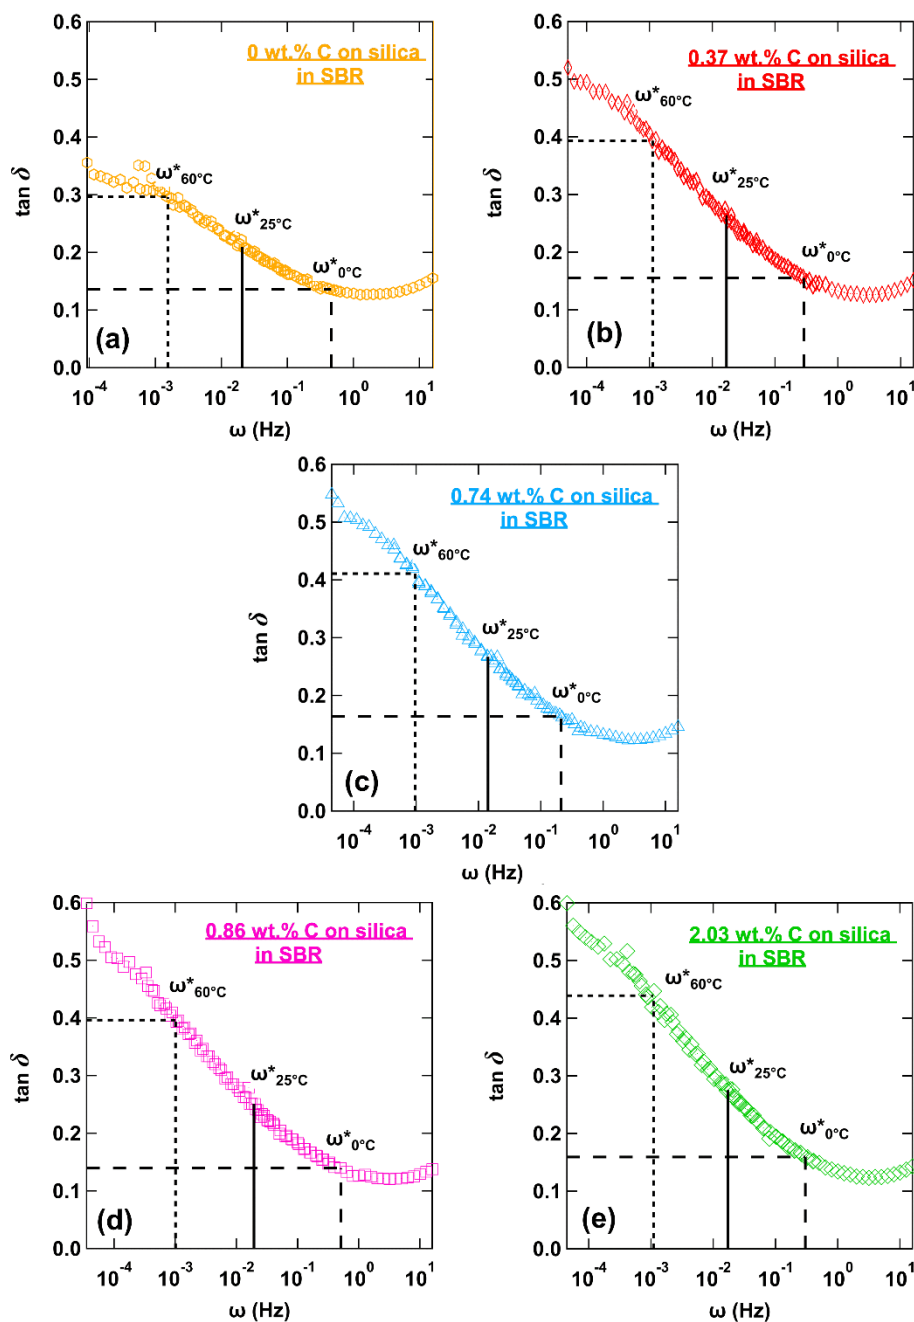 0.6
0.5
0.4
0.3
0.2
0.1
0.0
tan δ
0 wt.% C on silica
in SBR
ω*60°C
ω*25°C
ω*0°C
(a)
10-4 10-3 10-2 10-1 100 101
ω (Hz)
0.6
0.5
0.4
0.3
0.2
0.1
0.0
tan δ
0.37 wt.% C on silica
in SBR
ω*60°C
ω*25°C
ω*0°C
(b)
10-4 10-3 10-2 10-1 100 101
ω (Hz)
0.6
0.5
0.4
0.3
0.2
0.1
0.0
tan δ
0.74 wt.% C on silica
in SBR
ω*60°C
ω*25°C
ω*0°C
(c)
10-4 10-3 10-2 10-1 100 101
ω (Hz)
0.6
0.5
0.4
0.3
0.2
0.1
0.0
tan δ
0.86 wt.% C on silica
in SBR
ω*60°C
ω*25°C
ω*0°C
(d)
10-4 10-3 10-2 10-1 100 101
ω (Hz)
0.6
0.5
0.4
0.3
0.2
0.1
0.0
tan δ
2.03 wt.% C on silica
in SBR
ω*60°C
ω*25°C
ω*0°C
(e)
10-4 10-3 10-2 10-1 100 101
ω (Hz)